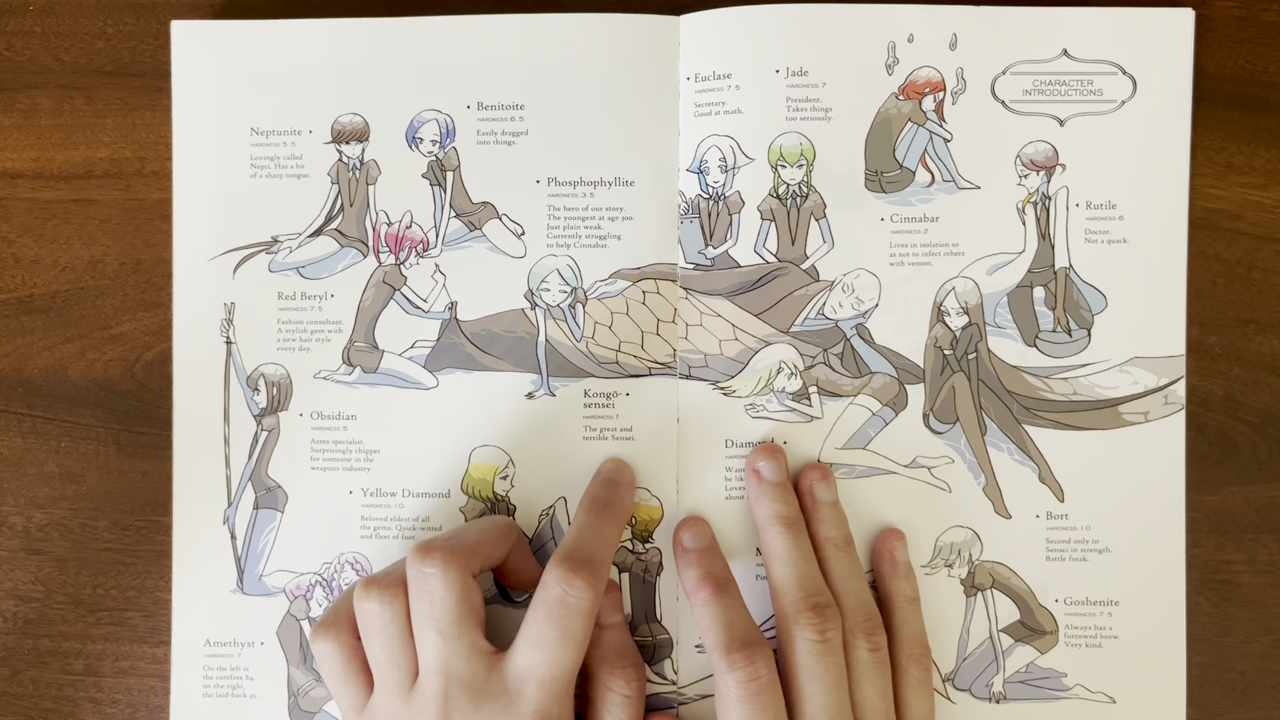 CHARACTER
INTRODUCTIONS
Neptunite
HARDNESS 5.5
Lovingly called
Nepti. Has a bit
of a sharp tongue.
Benitoite
HARDNESS 6.5
Easily dragged
into things.
Phosphophyllite
HARDNESS 3.5
The hero of our story.
The youngest at age 300.
Just plain weak.
Currently struggling
to help Cinnabar.
Euclase
HARDNESS 7.5
Secretary.
Good at math.
Jade
HARDNESS 7
President.
Takes things
too seriously.
Cinnabar
HARDNESS 2
Lives in isolation so
as not to infect others
with venom.
Rutile
HARDNESS 6
Doctor.
Not a quack.
Red Beryl
HARDNESS 7.5
Fashion consultant.
A stylish gem with
a new hair style
every day.
Kongō-
sensei
HARDNESS ?
The great and
terrible Sensei.
Obsidian
HARDNESS 5
Arms specialist.
Surprisingly chipper
for someone in the
weapons industry.
Yellow Diamond
HARDNESS 10
Beloved eldest of all
the gems. Quick-witted
and fleet of foot.
Diamond
be
Loves
about
Bort
HARDNESS 10
Second only to
Sensei in strength.
Battle freak.
Goshenite
HARDNESS 7.5
Always has a
furrowed brow.
Very kind.
Amethyst
HARDNESS 7
On the left is
the carefree 84,
on the right,
the laid-back 33.